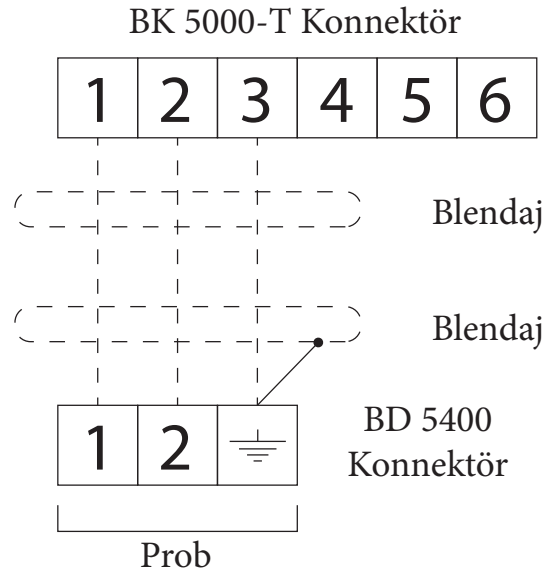 BK 5000-T Konnektör
1 2 3 4 5 6
Blendaj
Blendaj
1 2
BD 5400
Konnektör
Prob